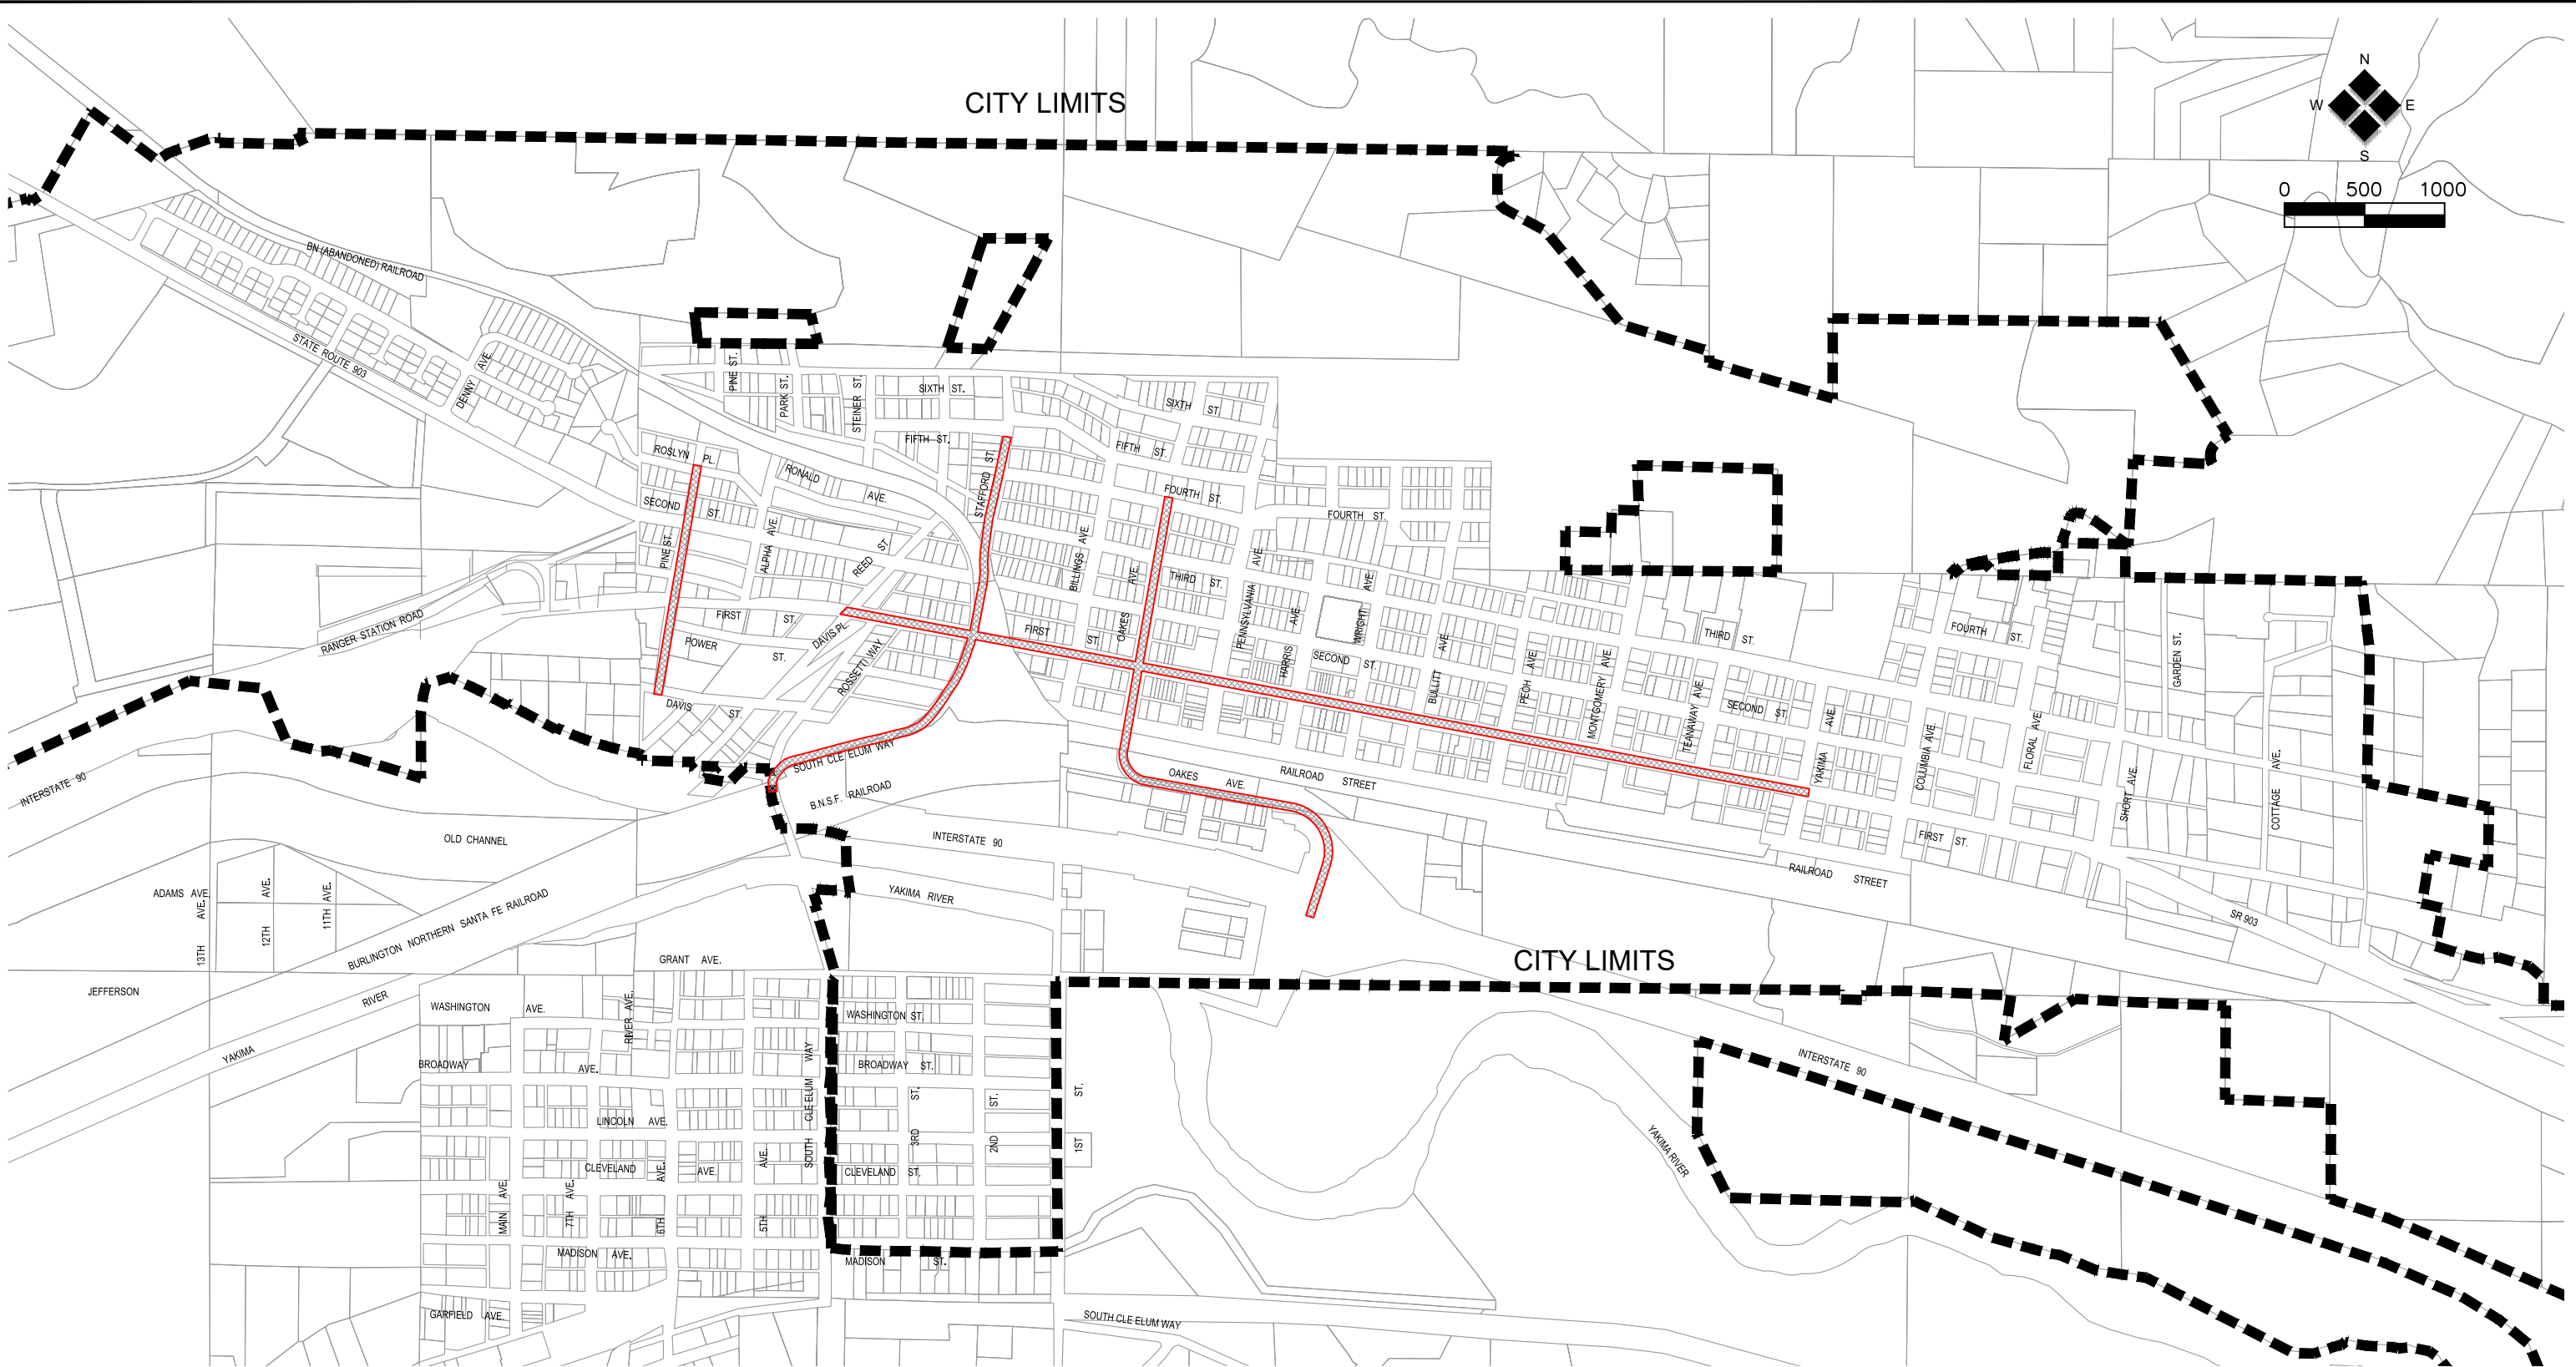 CITY LIMITS
N
W E
S
0 500 1000
BN (ABANDONED) RAILROAD
STATE ROUTE 903
DENNY AVE.
PINE ST.
PARK ST.
STEINER ST.
SIXTH ST.
SIXTH ST.
FIFTH ST.
FIFTH ST.
STAFFORD ST.
ROSLYN PL.
RONALD AVE.
SECOND ST.
FOURTH ST.
FOURTH ST.
PINE ST.
ALPHA AVE.
REED ST.
BILLINGS AVE.
OAKES AVE.
THIRD ST.
PENNSYLVANIA AVE.
HARRIS AVE.
WRIGHT AVE.
RANGER STATION ROAD
FIRST ST.
POWER ST.
DAVIS PL.
ROSSETTI WAY
FIRST ST.
SECOND ST.
BULLITT AVE.
PEOH AVE.
MONTGOMERY AVE.
TEANAWAY AVE.
THIRD ST.
SECOND ST.
YAKIMA AVE.
COLUMBIA AVE.
FOURTH ST.
FLORAL AVE.
GARDEN ST.
SHORT AVE.
COTTAGE AVE.
DAVIS ST.
SOUTH CLE ELUM WAY
B.N.S.F. RAILROAD
OAKES AVE.
RAILROAD STREET
INTERSTATE 90
OLD CHANNEL
INTERSTATE 90
FIRST ST.
RAILROAD STREET
SR 903
ADAMS AVE.
13TH AVE.
12TH AVE.
11TH AVE.
BURLINGTON NORTHERN SANTA FE RAILROAD
YAKIMA RIVER
CITY LIMITS
GRANT AVE.
JEFFERSON
YAKIMA RIVER
WASHINGTON AVE.
RIVER AVE.
WASHINGTON ST.
BROADWAY AVE.
BROADWAY ST.
SOUTH CLE ELUM WAY
LINCOLN AVE.
3RD ST.
2ND ST.
1ST ST.
CLEVELAND AVE.
CLEVELAND ST.
MAIN AVE.
7TH AVE.
6TH AVE.
5TH AVE.
MADISON AVE.
MADISON ST.
GARFIELD AVE.
SOUTH CLE ELUM WAY
INTERSTATE 90
YAKIMA RIVER